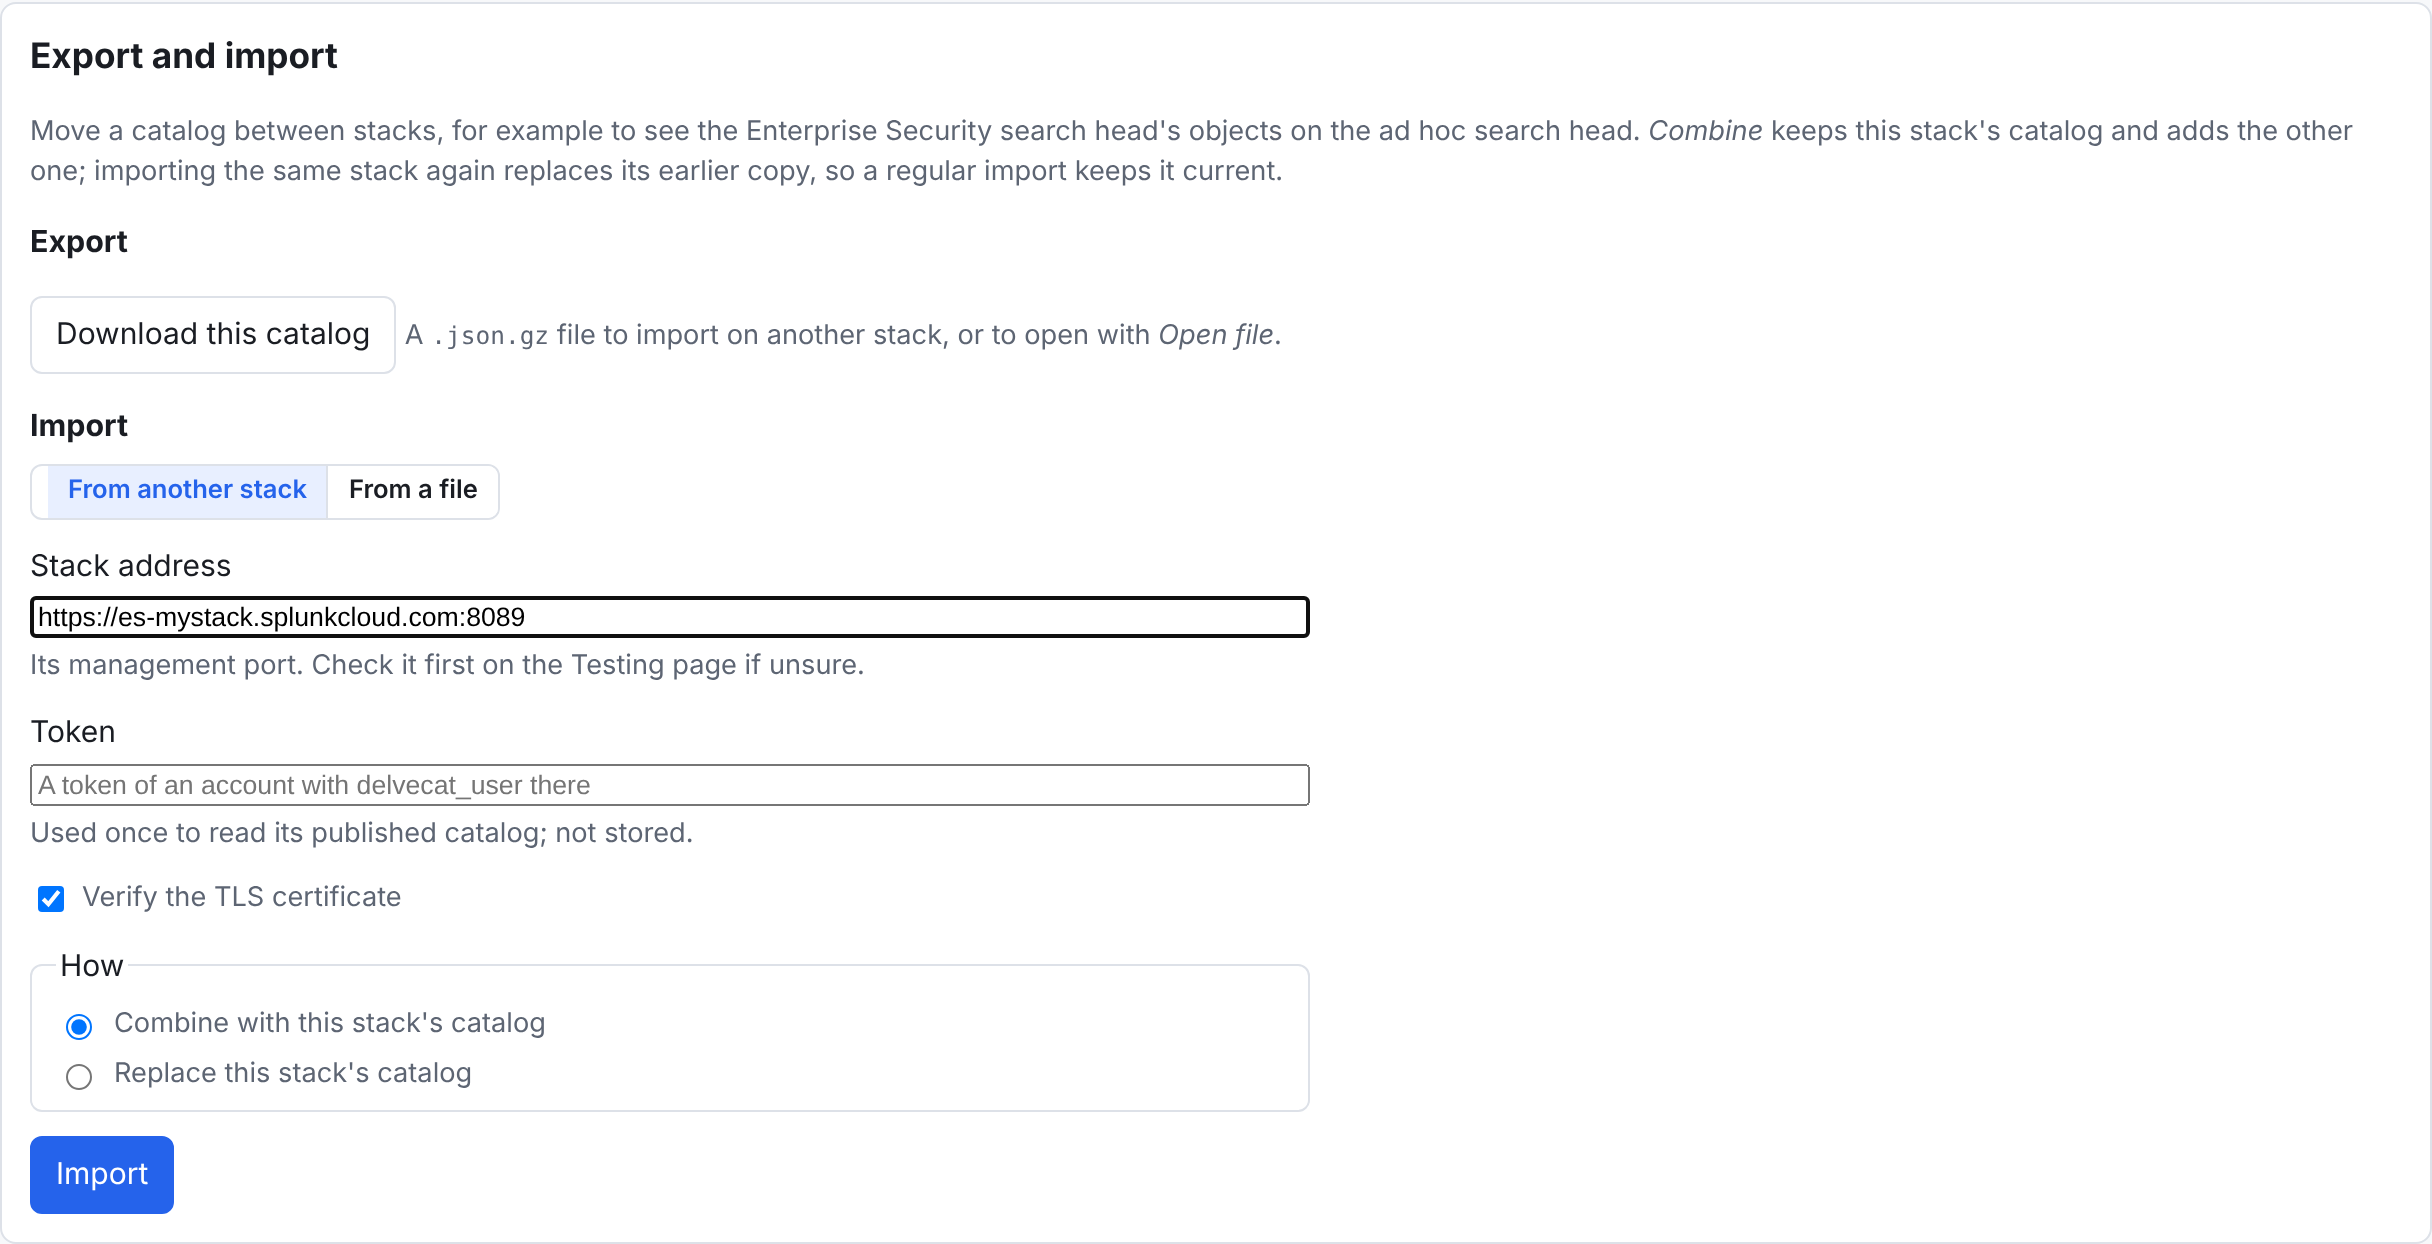 Export and import
Move a catalog between stacks, for example to see the Enterprise Security search head's objects on the ad hoc search head. Combine keeps this stack's catalog and adds the other
one; importing the same stack again replaces its earlier copy, so a regular import keeps it current.
Export
Download this catalog A .json.gz file to import on another stack, or to open with Open file.
Import
From another stack From a file
Stack address
https://es-mystack.splunkcloud.com:8089
Its management port. Check it first on the Testing page if unsure.
Token
A token of an account with delvecat_user there
Used once to read its published catalog; not stored.
Verify the TLS certificate
How
Combine with this stack's catalog
Replace this stack's catalog
Import